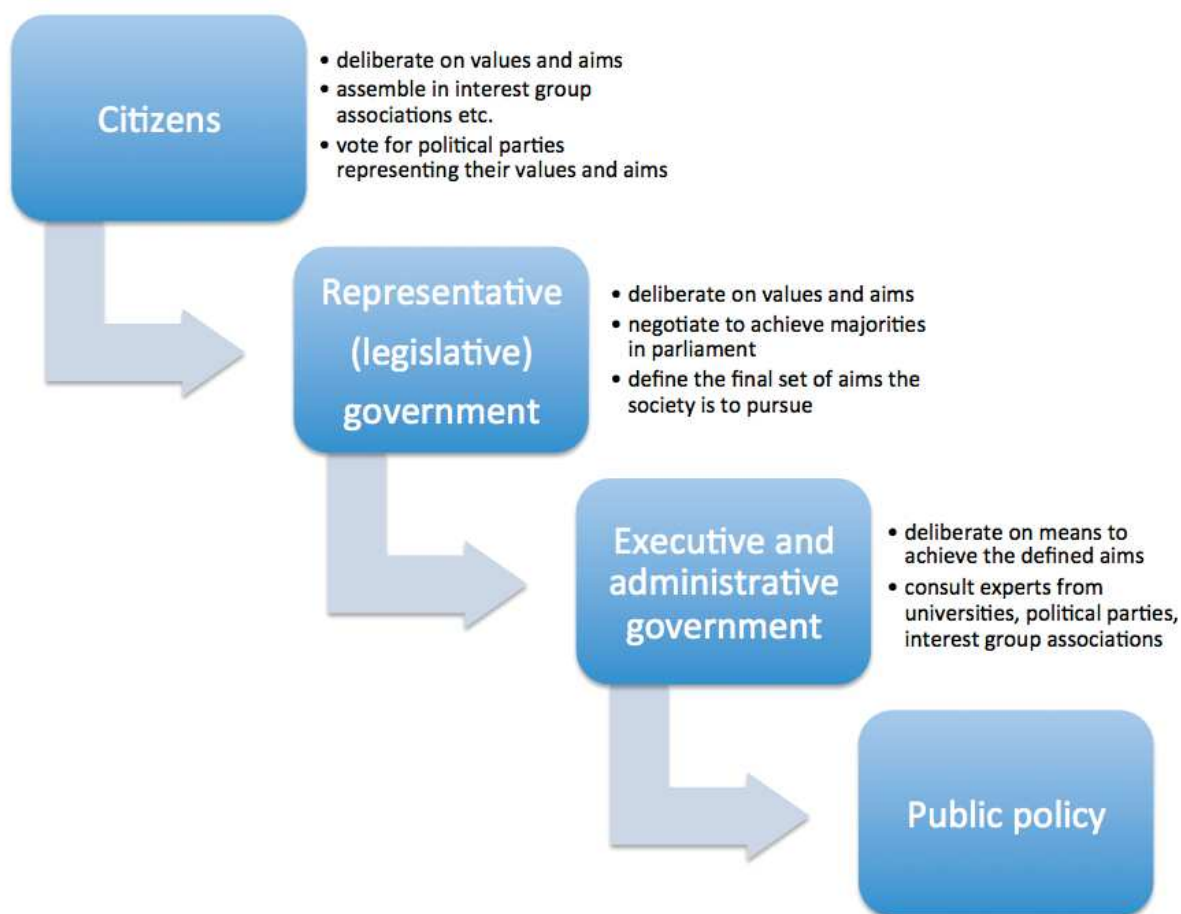 Citizens
• deliberate on values and aims
• assemble in interest group
associations etc.
• vote for political parties
representing their values and aims
Representative
(legislative)
government
• deliberate on values and aims
• negotiate to achieve majorities
in parliament
• define the final set of aims the
society is to pursue
Executive and
administrative
government
• deliberate on means to
achieve the defined aims
• consult experts from
universities, political parties,
interest group associations
Public policy